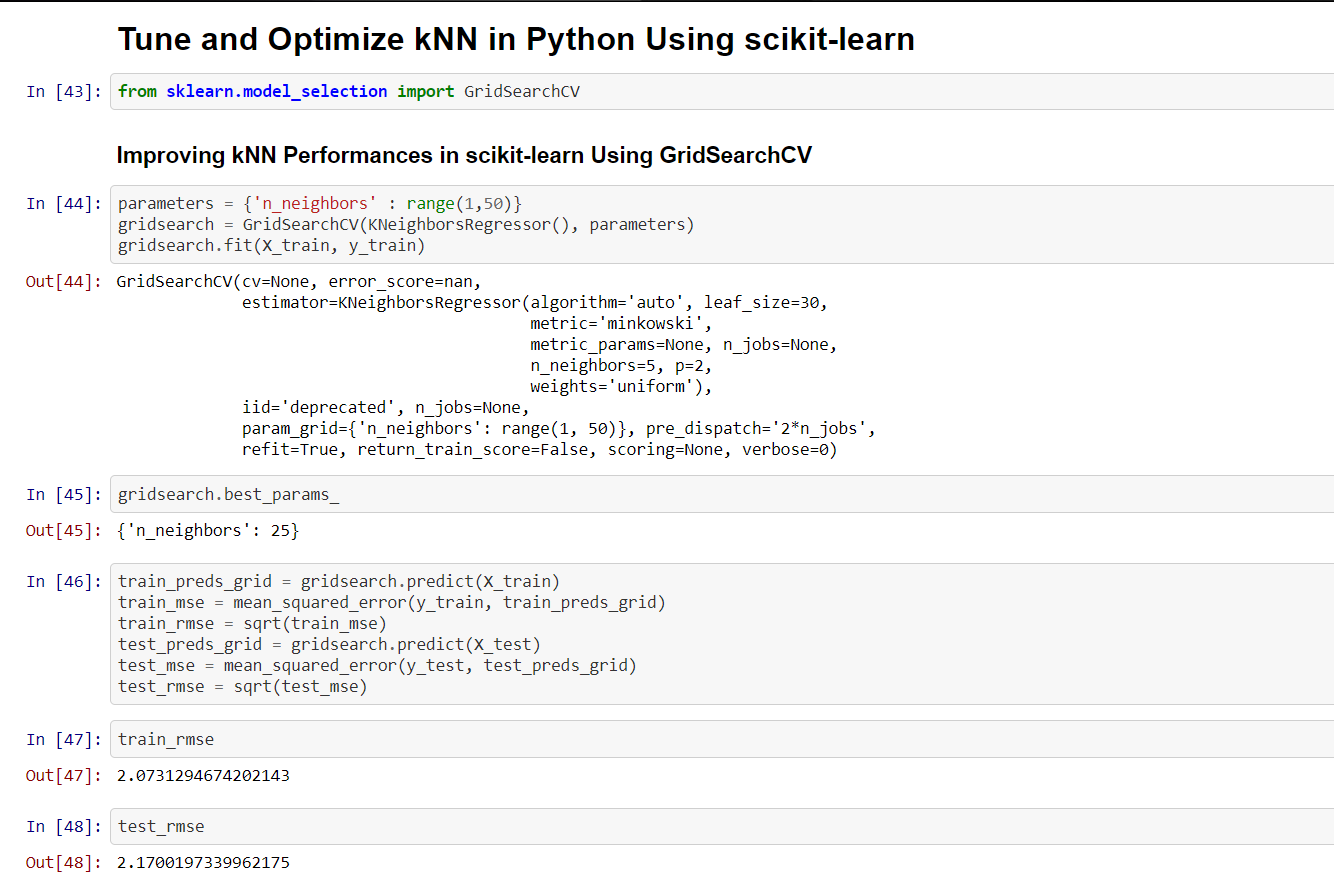 Tune and Optimize kNN in Python Using scikit-learn
In [43]: from sklearn.model_selection import GridSearchCV
Improving kNN Performances in scikit-learn Using GridSearchCV
In [44]: parameters = {'n_neighbors' : range(1,50)}
gridsearch = GridSearchCV(KNeighborsRegressor(), parameters)
gridsearch.fit(X_train, y_train)
Out[44]: GridSearchCV(cv=None, error_score=nan,
estimator=KNeighborsRegressor(algorithm='auto', leaf_size=30,
metric='minkowski',
metric_params=None, n_jobs=None,
n_neighbors=5, p=2,
weights='uniform'),
iid='deprecated', n_jobs=None,
param_grid={'n_neighbors': range(1, 50)}, pre_dispatch='2*n_jobs',
refit=True, return_train_score=False, scoring=None, verbose=0)
In [45]: gridsearch.best_params_
Out[45]: {'n_neighbors': 25}
In [46]: train_preds_grid = gridsearch.predict(X_train)
train_mse = mean_squared_error(y_train, train_preds_grid)
train_rmse = sqrt(train_mse)
test_preds_grid = gridsearch.predict(X_test)
test_mse = mean_squared_error(y_test, test_preds_grid)
test_rmse = sqrt(test_mse)
In [47]: train_rmse
Out[47]: 2.0731294674202143
In [48]: test_rmse
Out[48]: 2.1700197339962175